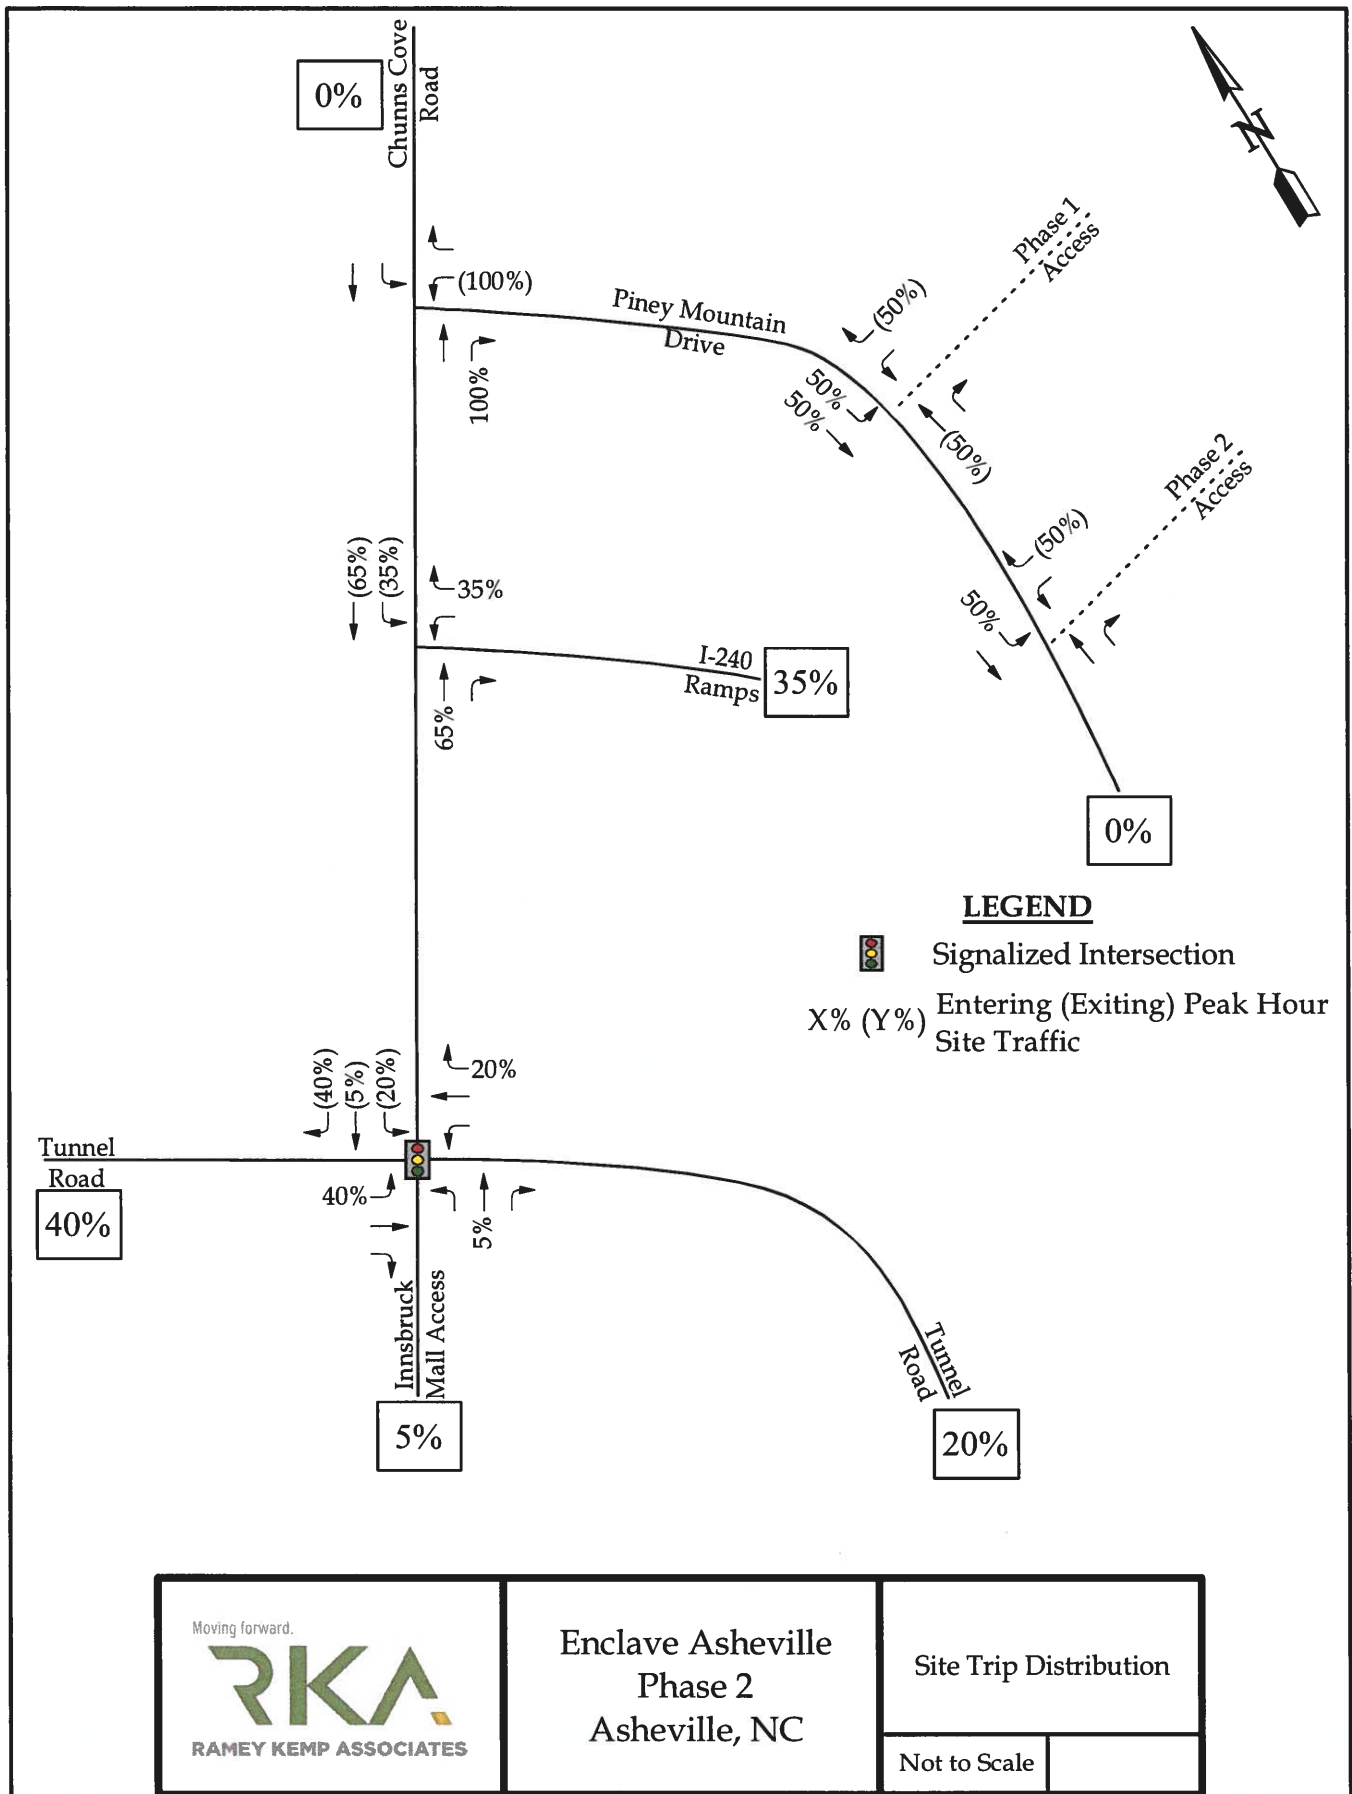 Chunns Cove
Road
0%
N
Phase 1
Access
(100%)
Piney Mountain
Drive
(50%)
100%
50%
50%
(50%)
Phase 2
Access
(50%)
50%
(65%)
(35%)
35%
I-240
Ramps
35%
65%
0%
LEGEND
Signalized Intersection
X% (Y%)
Entering (Exiting) Peak Hour
Site Traffic
(40%)
(5%)
(20%)
20%
Tunnel
Road
40%
40%
5%
Innsbruck
Mall Access
5%
Tunnel
Road
20%
Moving forward.
RKA
RAMEY KEMP ASSOCIATES
Enclave Asheville
Phase 2
Asheville, NC
Site Trip Distribution
Not to Scale